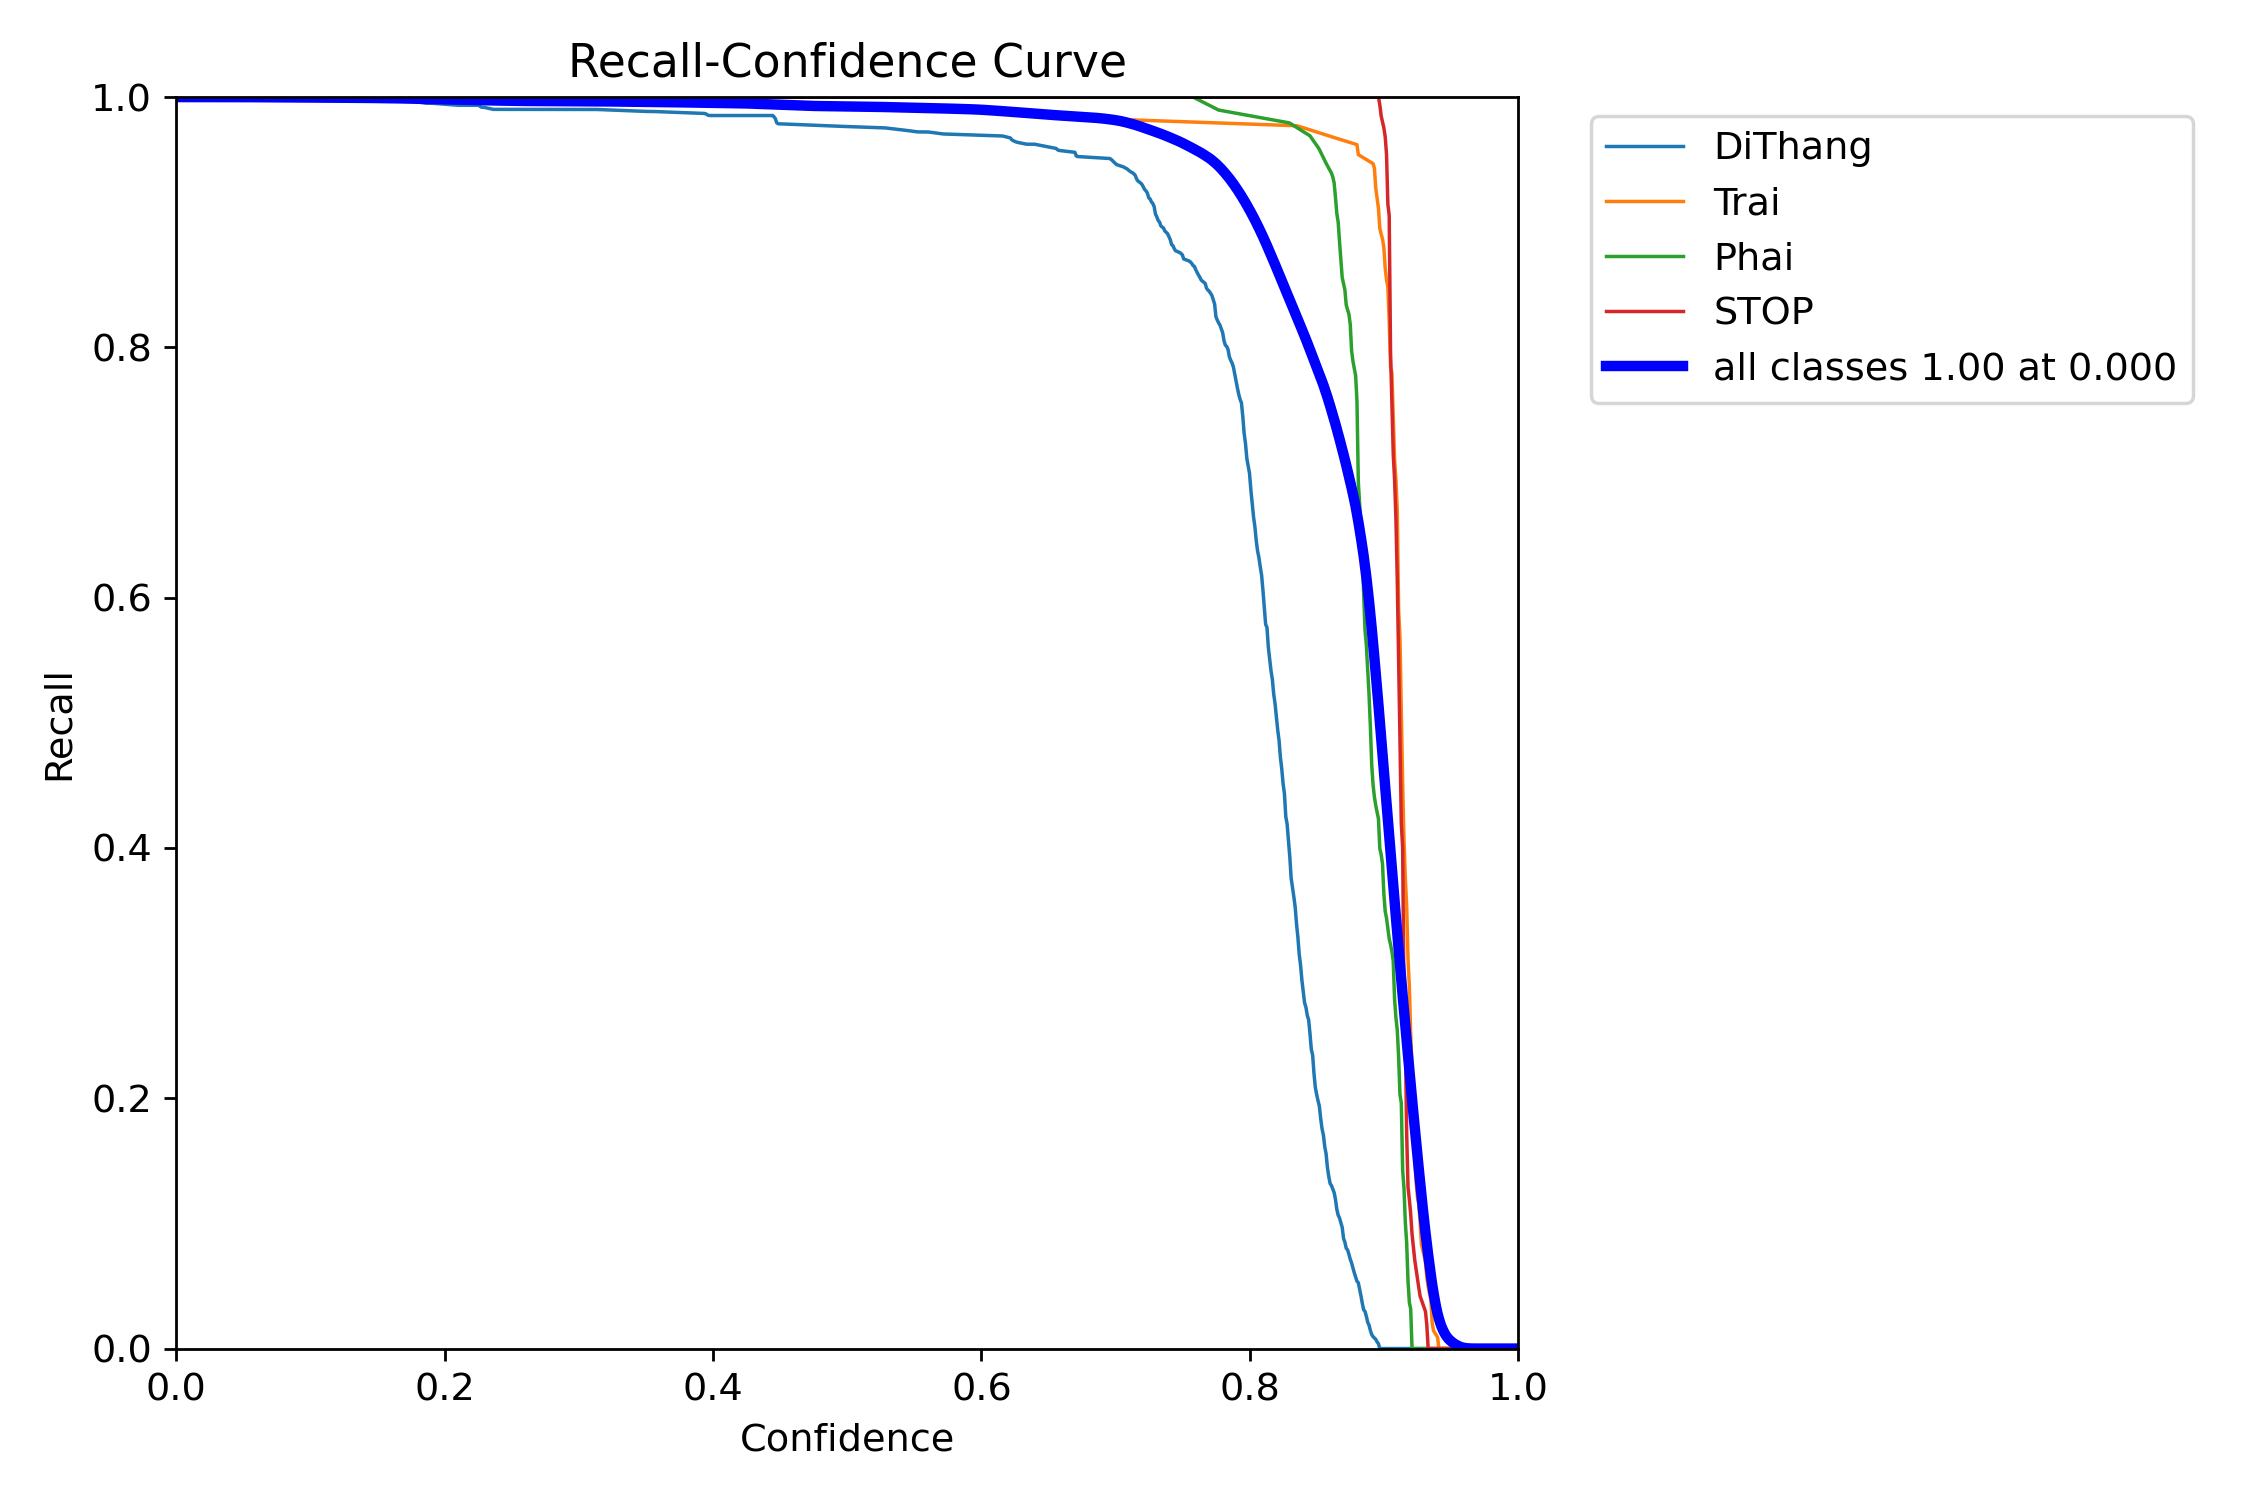 Recall-Confidence Curve
1.0
0.8
0.6
0.4
0.2
0.0
Recall
0.0 0.2 0.4 0.6 0.8 1.0
Confidence
DiThang
Trai
Phai
STOP
all classes 1.00 at 0.000